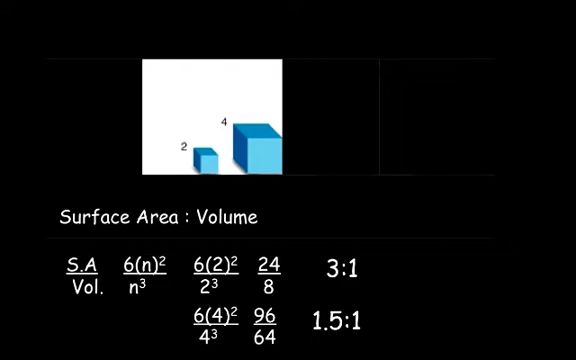 4
2
Surface Area : Volume
S.A 6(n)² 6(2)² 24 3:1
Vol. n³ 2³ 8
6(4)² 96 1.5:1
4³ 64